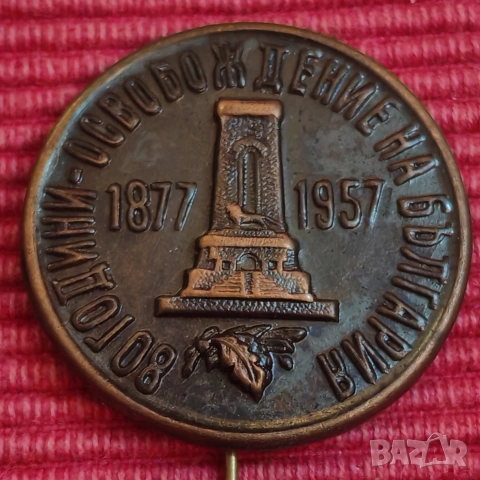 80 ГОДИНИ · ОСВОБОЖДЕНИЕ НА БЪЛГАРИЯ
1877 1957
BAZAR